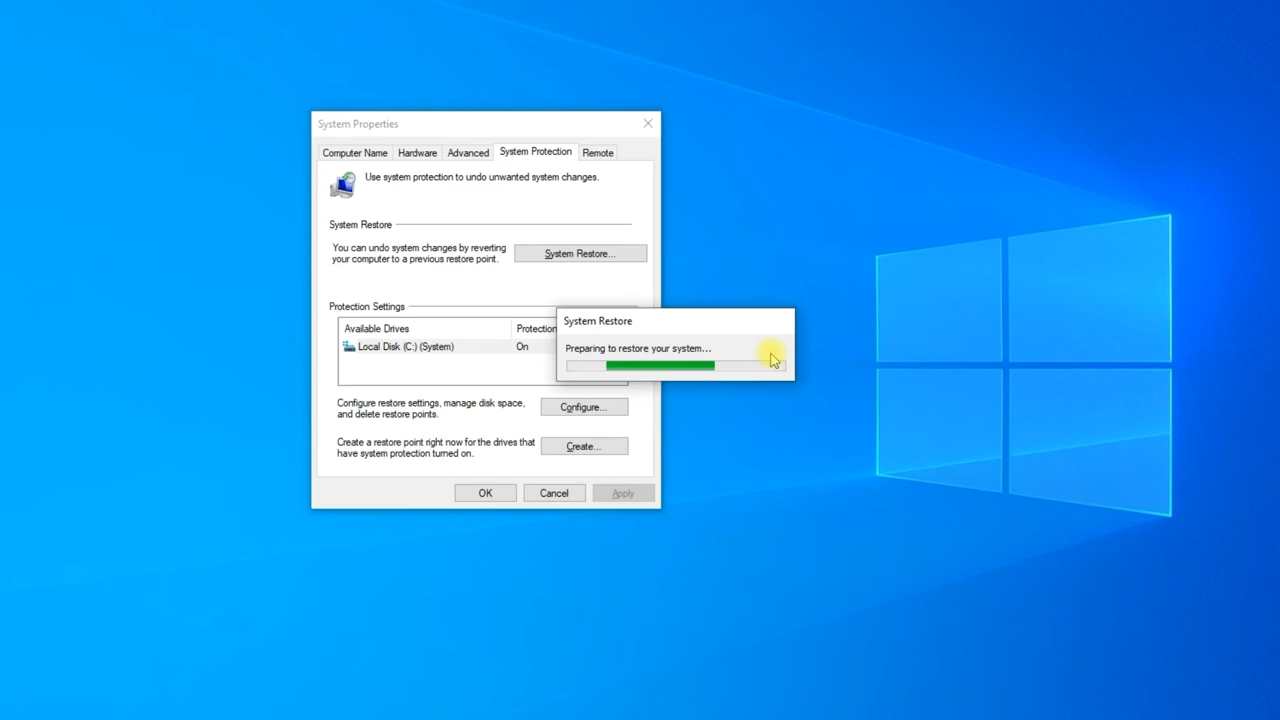 System Properties
Computer Name Hardware Advanced System Protection Remote
Use system protection to undo unwanted system changes.
System Restore
You can undo system changes by reverting
your computer to a previous restore point.
System Restore...
Protection Settings
Available Drives Protection
Local Disk (C:) (System) On
System Restore
Preparing to restore your system...
Configure restore settings, manage disk space,
and delete restore points.
Configure...
Create a restore point right now for the drives that
have system protection turned on.
Create...
OK Cancel Apply